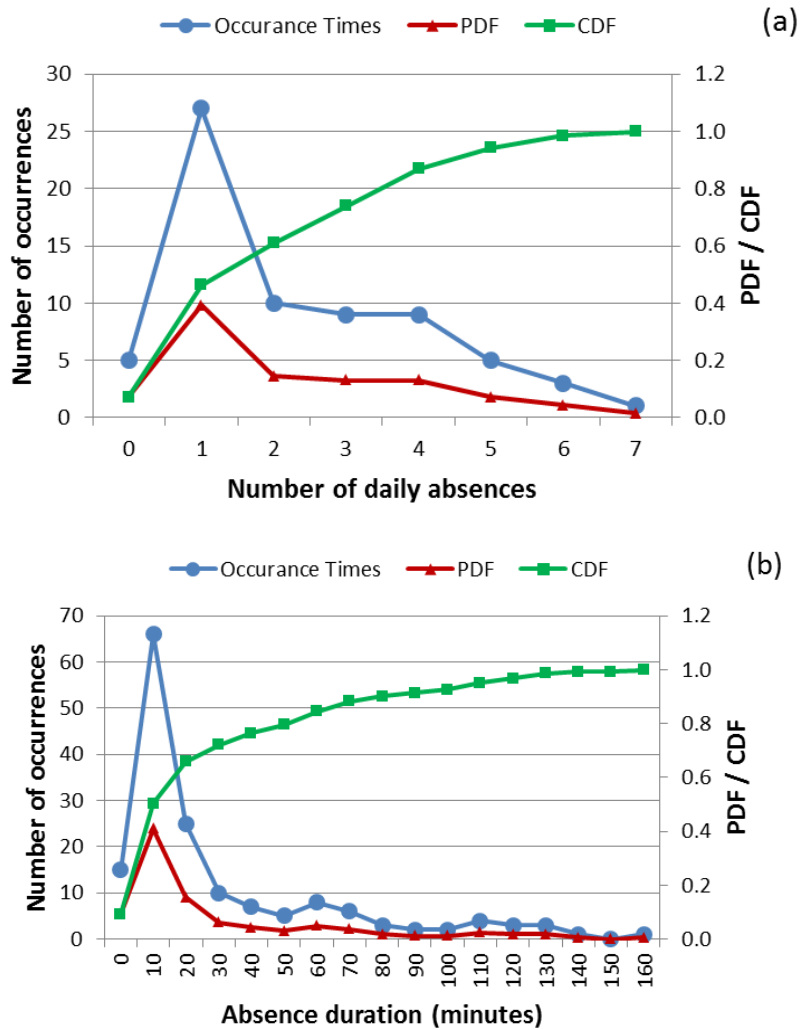 (a)
Occurance Times PDF CDF
Number of occurrences
30
25
20
15
10
5
0
1.2
1.0
0.8
0.6
0.4
0.2
0.0
PDF / CDF
0 1 2 3 4 5 6 7
Number of daily absences
(b)
Occurance Times PDF CDF
Number of occurrences
70
60
50
40
30
20
10
0
1.2
1.0
0.8
0.6
0.4
0.2
0.0
PDF / CDF
0 10 20 30 40 50 60 70 80 90 100 110 120 130 140 150 160
Absence duration (minutes)